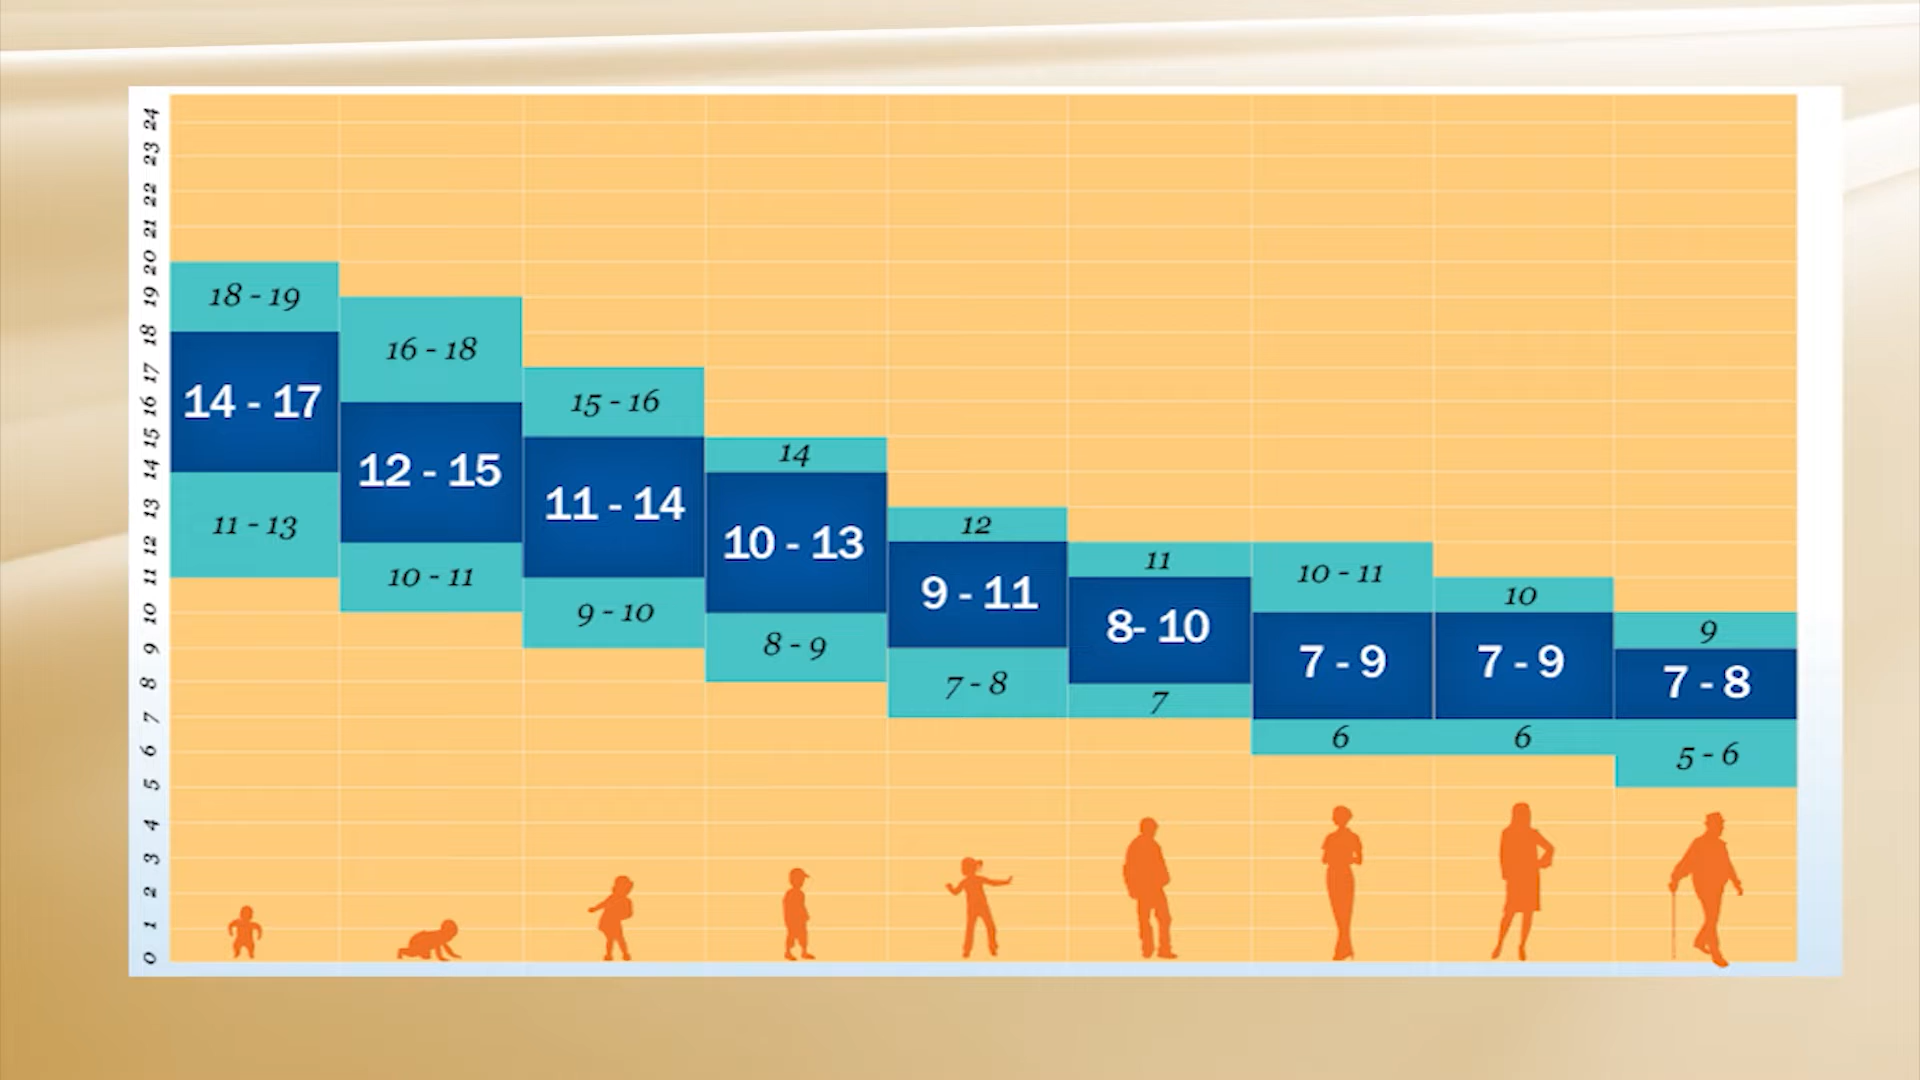 24
23
22
21
20
19
18
17
16
15
14
13
12
11
10
9
8
7
6
5
4
3
2
1
0
18 - 19
14 - 17
11 - 13
16 - 18
12 - 15
10 - 11
15 - 16
11 - 14
9 - 10
14
10 - 13
8 - 9
12
9 - 11
7 - 8
11
8- 10
7
10 - 11
7 - 9
6
10
7 - 9
6
9
7 - 8
5 - 6